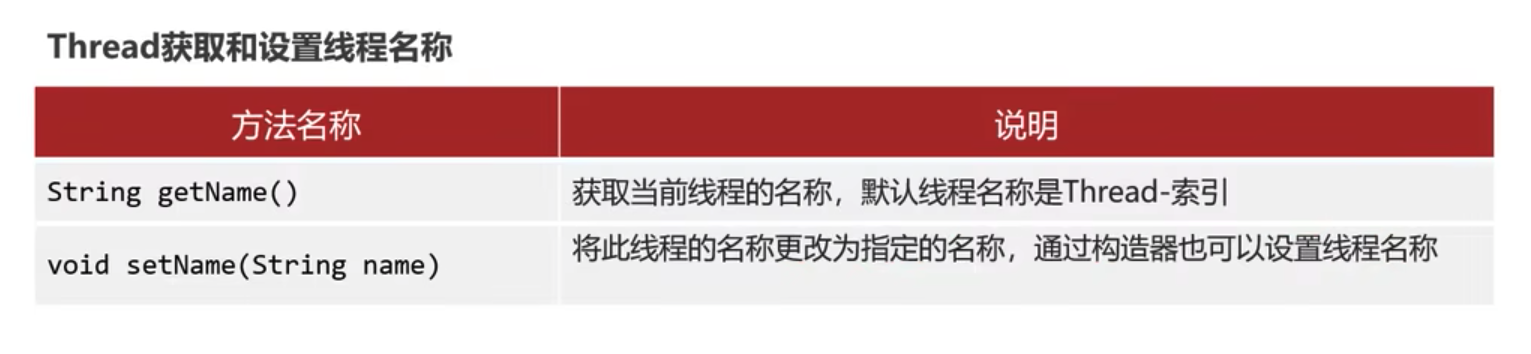 Thread获取和设置线程名称
方法名称 说明
String getName() 获取当前线程的名称，默认线程名称是Thread-索引
void setName(String name) 将此线程的名称更改为指定的名称，通过构造器也可以设置线程名称